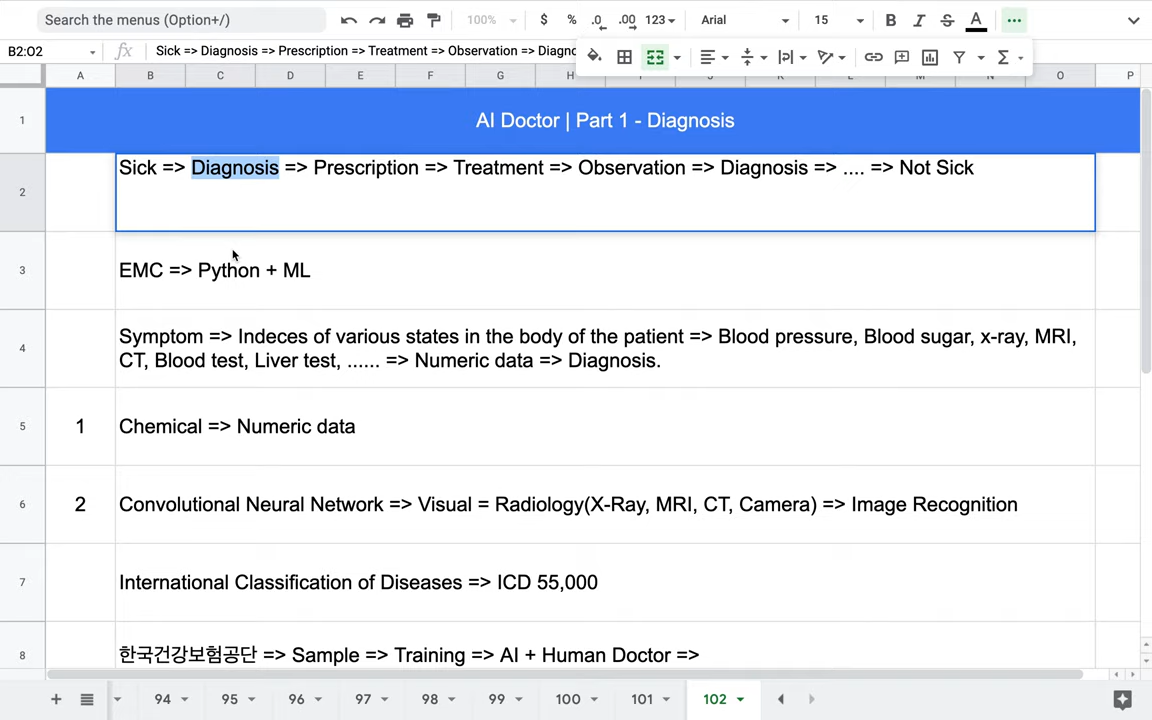 Search the menus (Option+/)
100%
$ % .0 .00 123
Arial
15
B I S A
B2:O2
fx
Sick => Diagnosis => Prescription => Treatment => Observation => Diagno
A B C D E F G H O P
1
AI Doctor | Part 1 - Diagnosis
2
Sick => Diagnosis => Prescription => Treatment => Observation => Diagnosis => .... => Not Sick
3
EMC => Python + ML
4
Symptom => Indeces of various states in the body of the patient => Blood pressure, Blood sugar, x-ray, MRI,
CT, Blood test, Liver test, ...... => Numeric data => Diagnosis.
5
1
Chemical => Numeric data
6
2
Convolutional Neural Network => Visual = Radiology(X-Ray, MRI, CT, Camera) => Image Recognition
7
International Classification of Diseases => ICD 55,000
8
한국건강보험공단 => Sample => Training => AI + Human Doctor =>
94 95 96 97 98 99 100 101 102